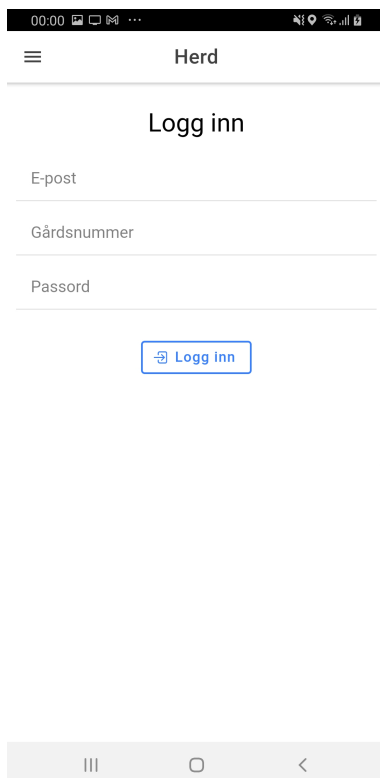 00:00
Herd
Logg inn
E-post
Gårdsnummer
Passord
Logg inn